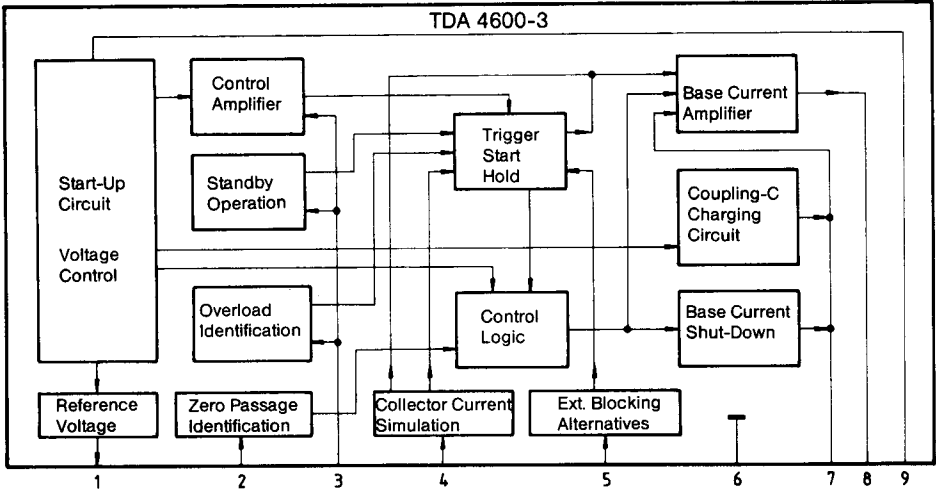 TDA 4600-3
Start-Up
Circuit
Voltage
Control
Control
Amplifier
Standby
Operation
Overload
Identification
Reference
Voltage
Zero Passage
Identification
Collector Current
Simulation
Trigger
Start
Hold
Control
Logic
Ext. Blocking
Alternatives
Base Current
Amplifier
Coupling-C
Charging
Circuit
Base Current
Shut-Down
1 2 3 4 5 6 7 8 9